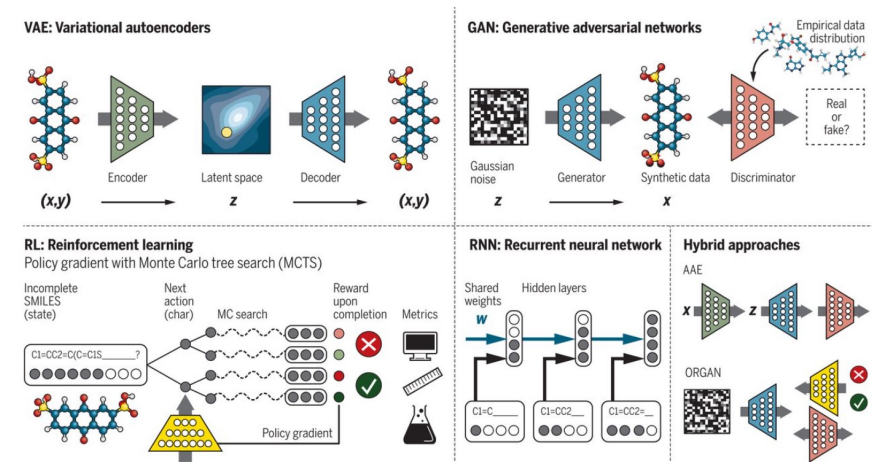 VAE: Variational autoencoders
Encoder
Latent space
Decoder
(x,y)
z
(x,y)
GAN: Generative adversarial networks
Empirical data
distribution
Real
or
fake?
Gaussian
noise
Generator
Synthetic data
Discriminator
z
x
RL: Reinforcement learning
Policy gradient with Monte Carlo tree search (MCTS)
Incomplete
SMILES
(state)
Next
action
(char)
MC search
Reward
upon
completion
Metrics
C1=CC2=C(C=C1S_____?
Policy gradient
RNN: Recurrent neural network
Shared
weights
Hidden layers
w
C1=C_____
C1=CC2___
C1=CC2=__
Hybrid approaches
AAE
x
z
ORGAN